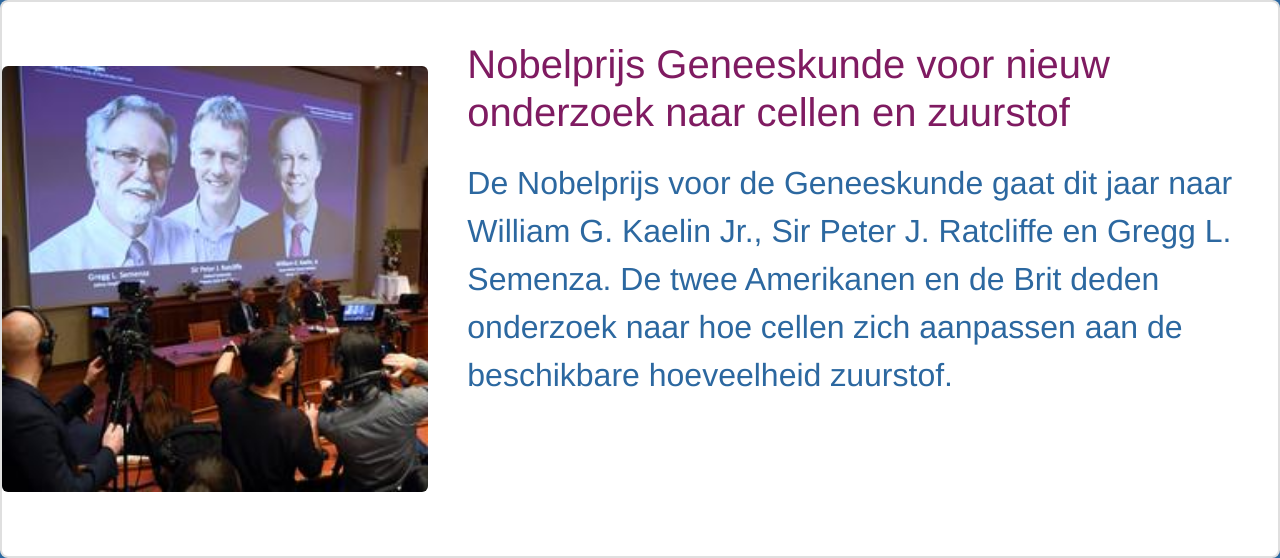 Nobelprijs Geneeskunde voor nieuw
onderzoek naar cellen en zuurstof
De Nobelprijs voor de Geneeskunde gaat dit jaar naar
William G. Kaelin Jr., Sir Peter J. Ratcliffe en Gregg L.
Semenza. De twee Amerikanen en de Brit deden
onderzoek naar hoe cellen zich aanpassen aan de
beschikbare hoeveelheid zuurstof.
Gregg L. Semenza
Sir Peter J. Ratcliffe
William G. Kaelin, Jr